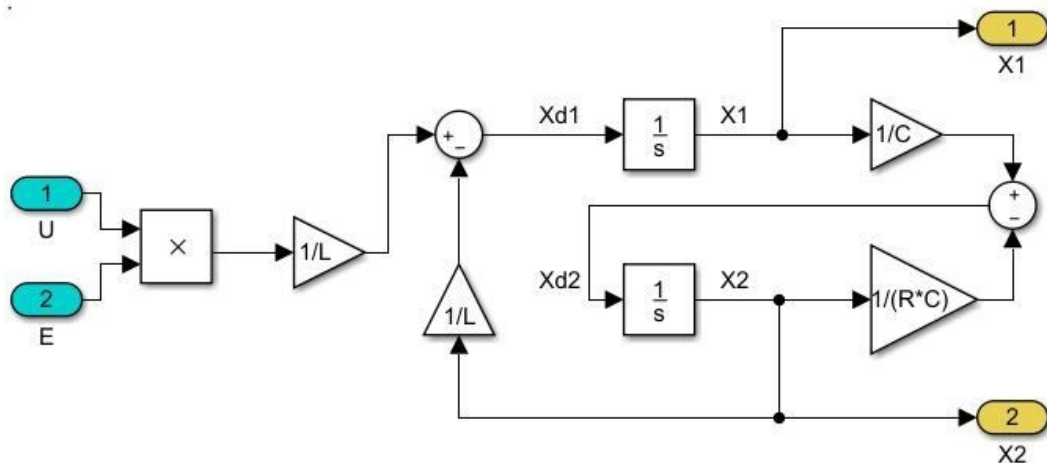 1
X1
Xd1
1
s
X1
1/C
+
−
1
U
×
1/L
+
−
2
E
1/L
Xd2
1
s
X2
1/(R*C)
2
X2